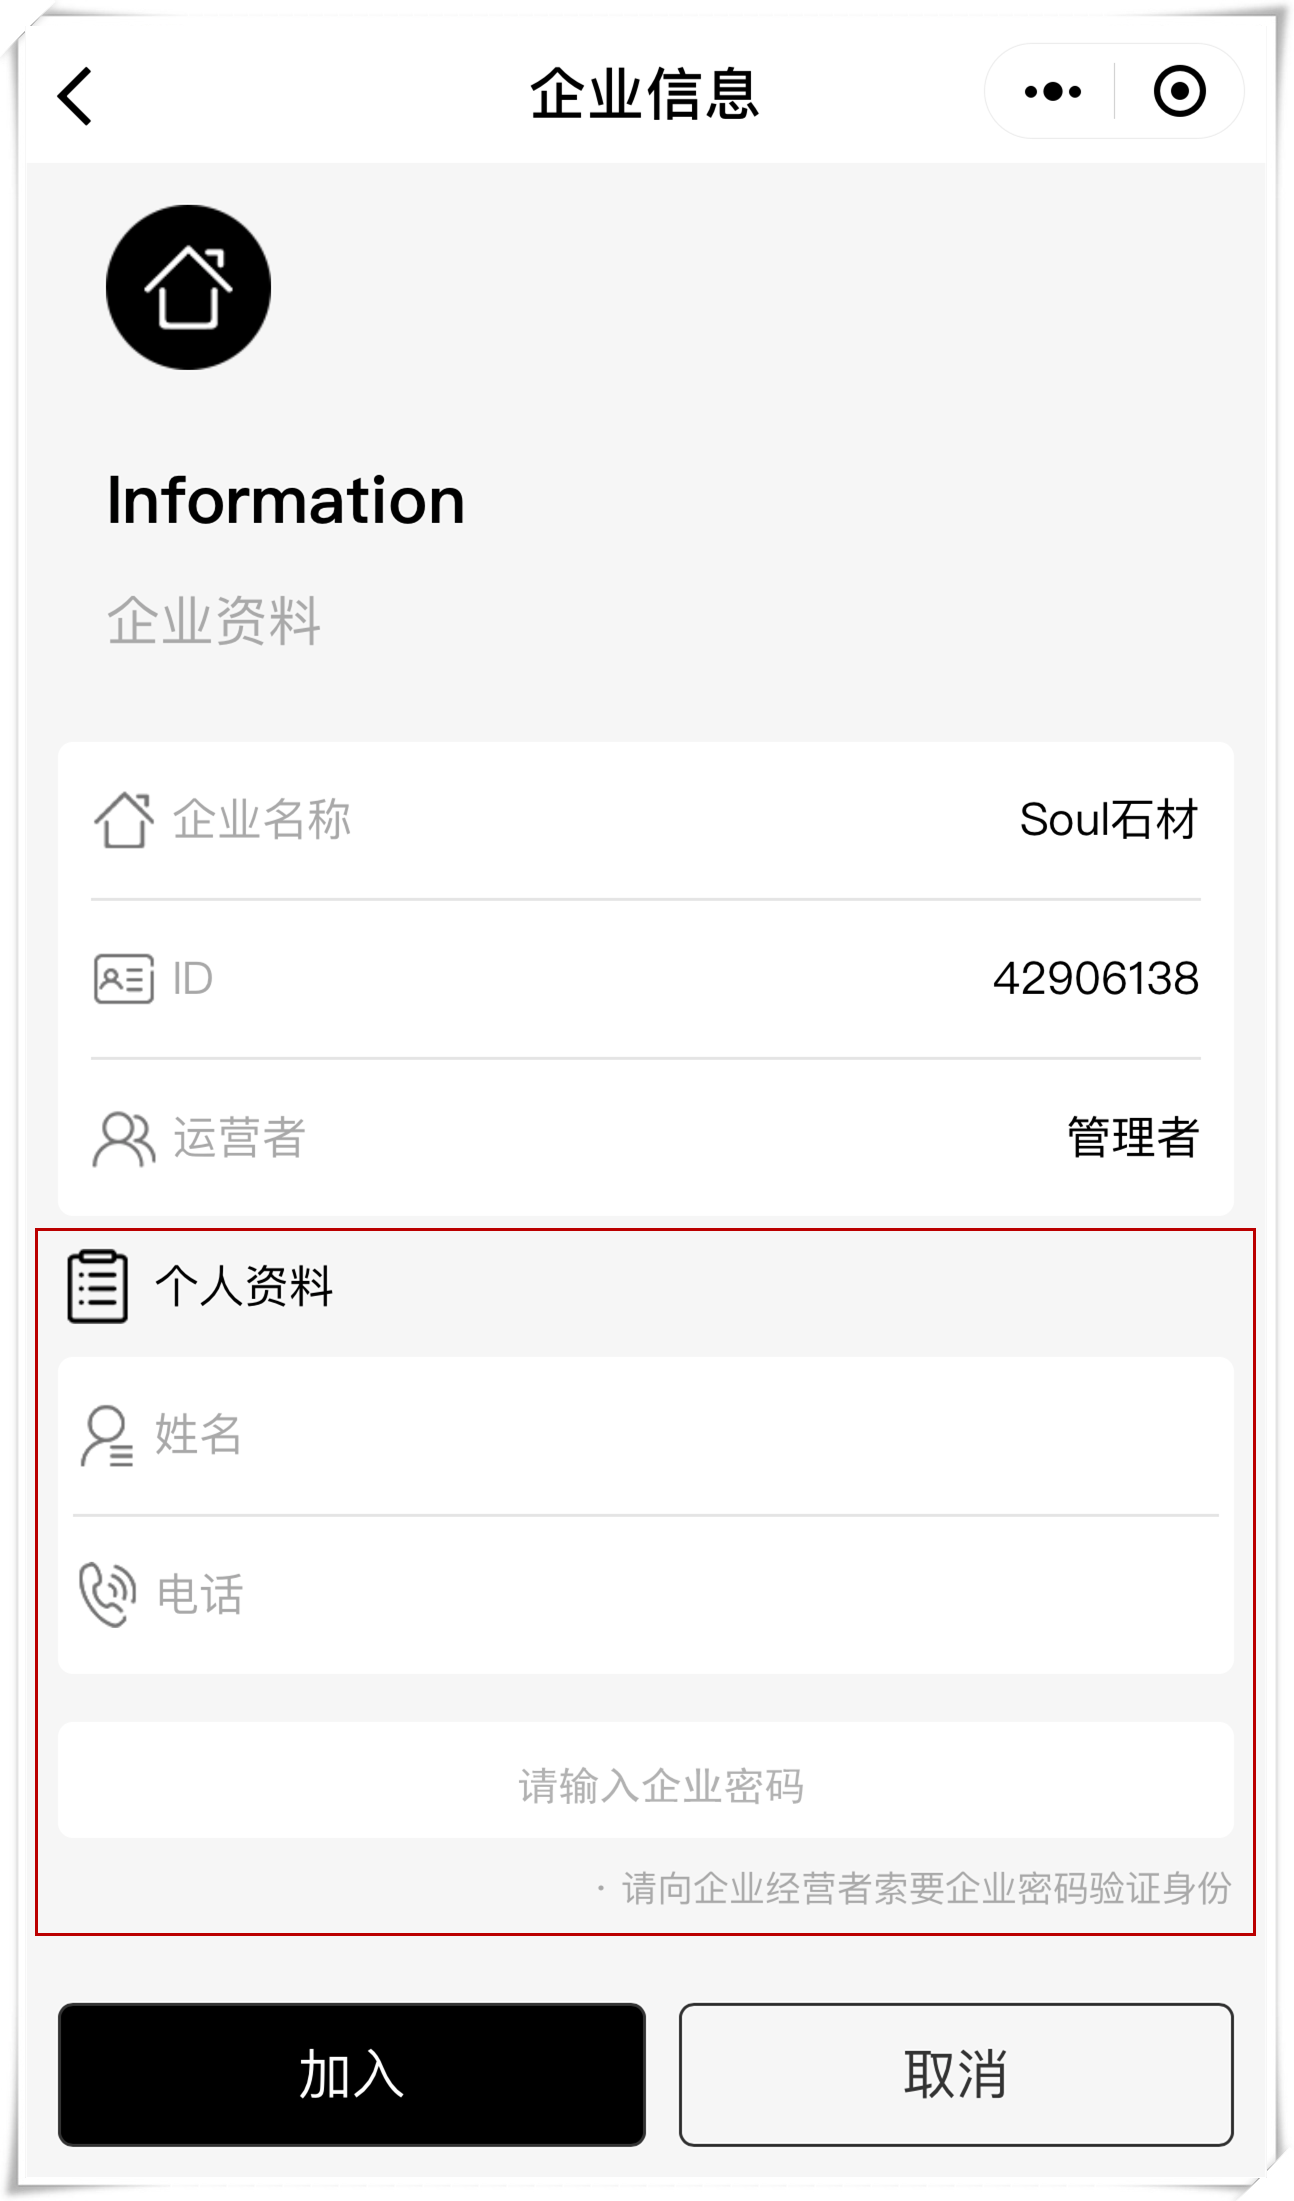 企业信息
Information
企业资料
企业名称 Soul石材
ID 42906138
运营者 管理者
个人资料
姓名
电话
请输入企业密码
· 请向企业经营者索要企业密码验证身份
加入 取消